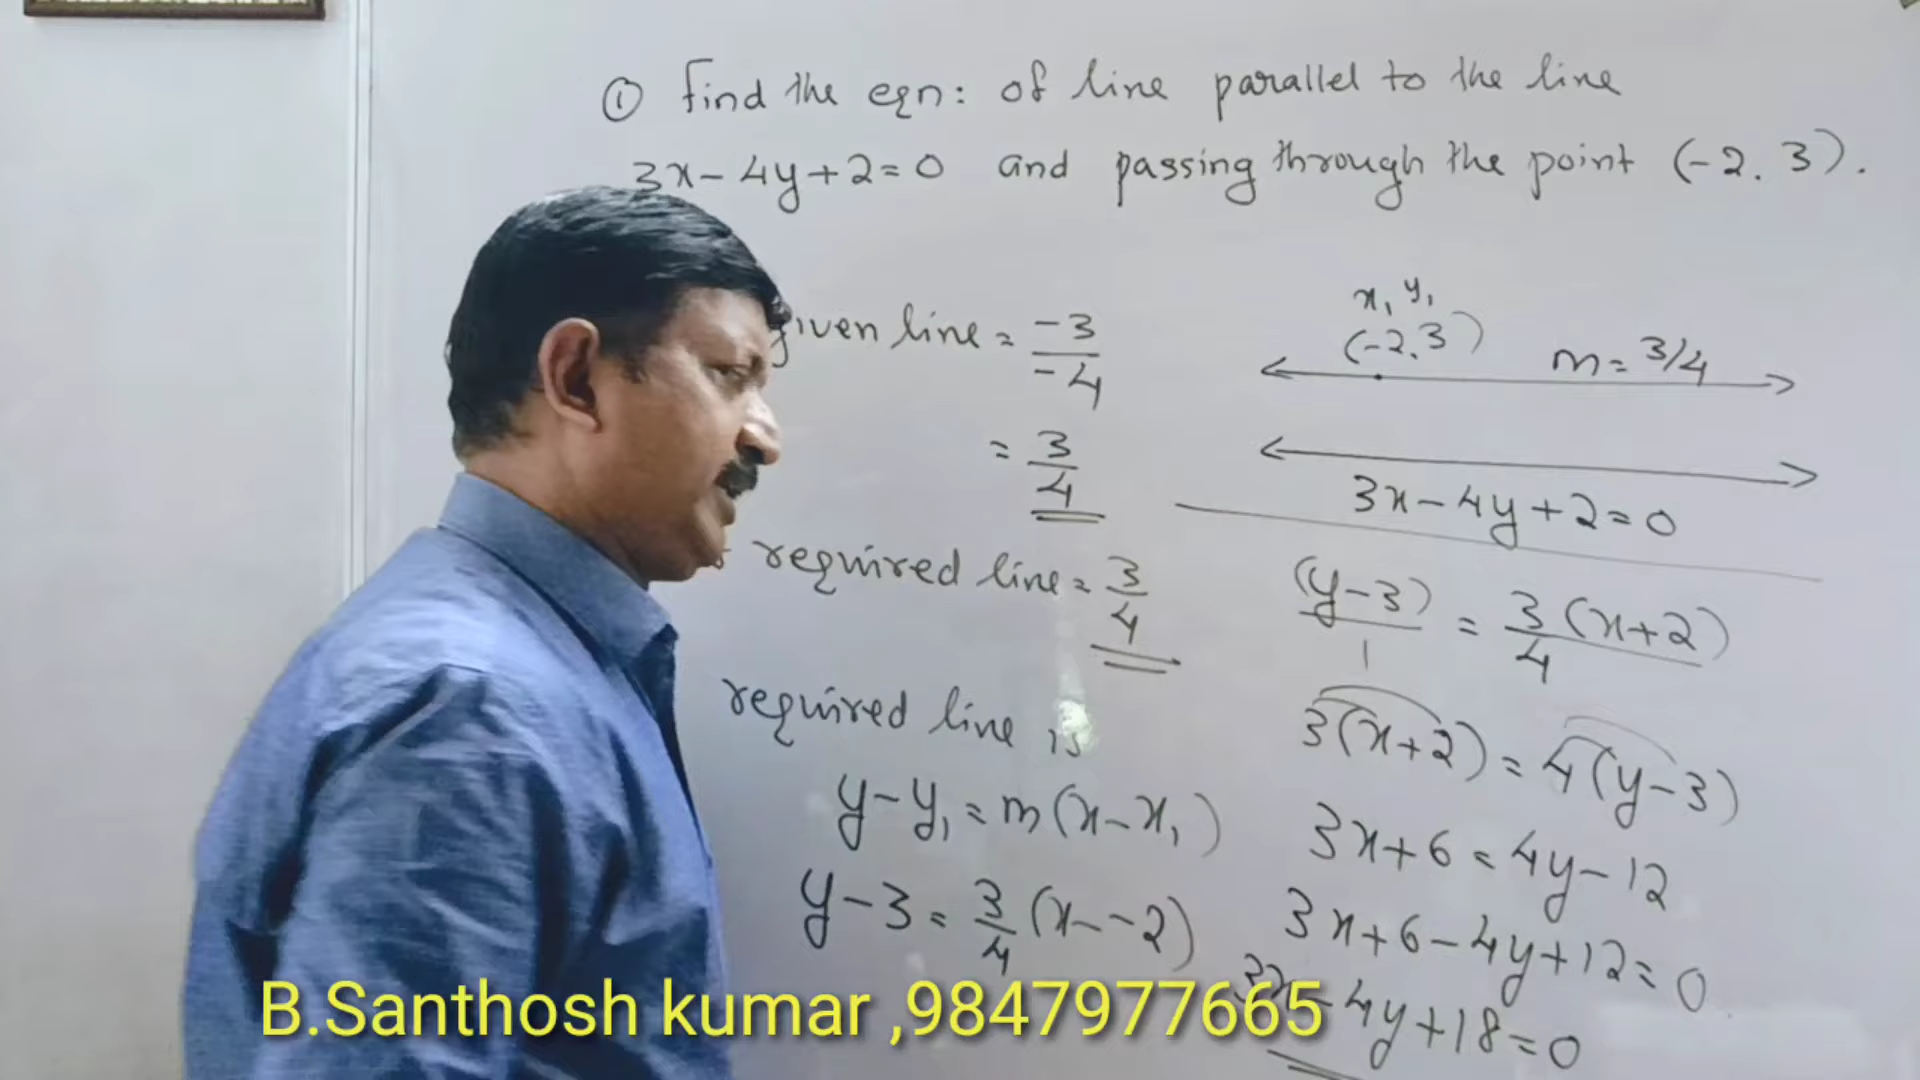 ① Find the eqn: of line parallel to the line
3x-4y+2=0 and passing through the point (-2. 3).
given line = -3/-4
= 3/4
required line = 3/4
required line is
y-y₁ = m(x-x₁)
y-3 = 3/4 (x--2)
x₁ y₁
(-2.3) m=3/4
3x-4y+2=0
(y-3)/1 = 3(x+2)/4
3(x+2) = 4(y-3)
3x+6 = 4y-12
3x+6-4y+12=0
3x-4y+18=0
B.Santhosh kumar ,9847977665